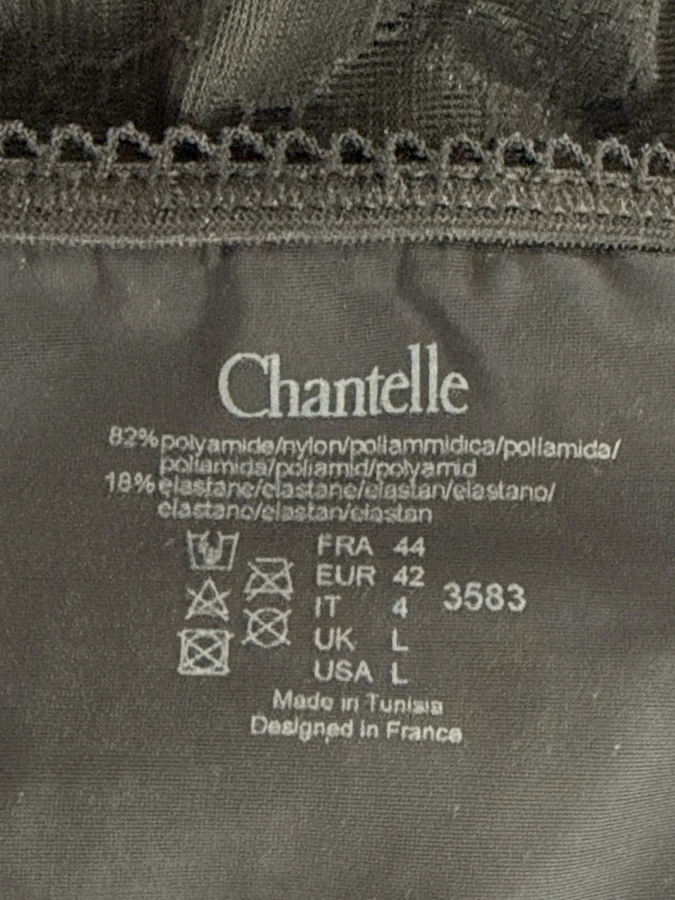 Chantelle
82% polyamide/nylon/poliammidica/poliamida/
poliamida/poliamid/polyamid
18% elastane/elastane/elastan/elastano/
elastano/elastan/elastan
FRA 44
EUR 42
IT 4 3583
UK L
USA L
Made in Tunisia
Designed in France